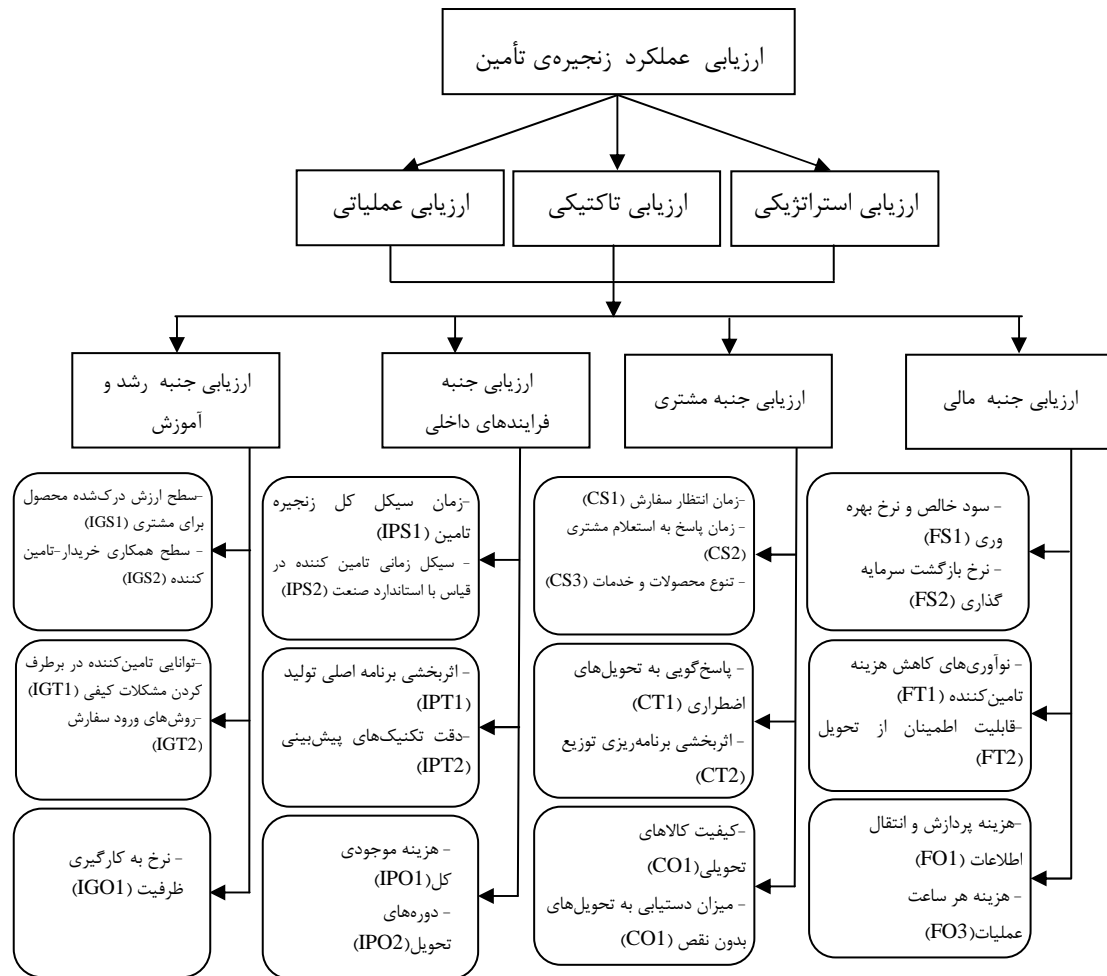 ارزیابی عملکرد زنجیره‌ی تأمین
ارزیابی استراتژیکی
ارزیابی تاکتیکی
ارزیابی عملیاتی
ارزیابی جنبه مالی
ارزیابی جنبه مشتری
ارزیابی جنبه
فرایندهای داخلی
ارزیابی جنبه رشد و
آموزش
- سود خالص و نرخ بهره
وری (FS1)
- نرخ بازگشت سرمایه
گذاری (FS2)
-زمان انتظار سفارش (CS1)
- زمان پاسخ به استعلام مشتری
(CS2)
- تنوع محصولات و خدمات (CS3)
-زمان سیکل کل زنجیره
تامین (IPS1)
- سیکل زمانی تامین کننده در
قیاس با استاندارد صنعت (IPS2)
-سطح ارزش درک‌شده محصول
برای مشتری (IGS1)
- سطح همکاری خریدار-تامین
کننده (IGS2)
- نوآوری‌های کاهش هزینه
تامین‌کننده (FT1)
-قابلیت اطمینان از تحویل
(FT2)
- پاسخ‌گویی به تحویل‌های
اضطراری (CT1)
- اثربخشی برنامه‌ریزی توزیع
(CT2)
- اثربخشی برنامه اصلی تولید
(IPT1)
-دقت تکنیک‌های پیش‌بینی
(IPT2)
-توانایی تامین‌کننده در برطرف
کردن مشکلات کیفی (IGT1)
-روش‌های ورود سفارش
(IGT2)
-هزینه پردازش و انتقال
اطلاعات (FO1)
- هزینه هر ساعت
عملیات(FO3)
-کیفیت کالاهای
تحویلی(CO1)
- میزان دستیابی به تحویل‌های
بدون نقص (CO1)
- هزینه موجودی
کل(IPO1)
- دوره‌های
تحویل(IPO2)
- نرخ به کارگیری
ظرفیت (IGO1)